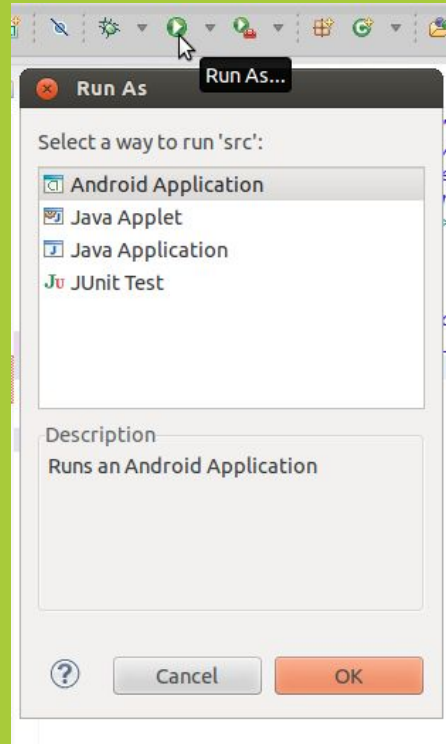 Run As...
Run As
Select a way to run 'src':
Android Application
Java Applet
Java Application
Ju JUnit Test
Description
Runs an Android Application
?
Cancel
OK